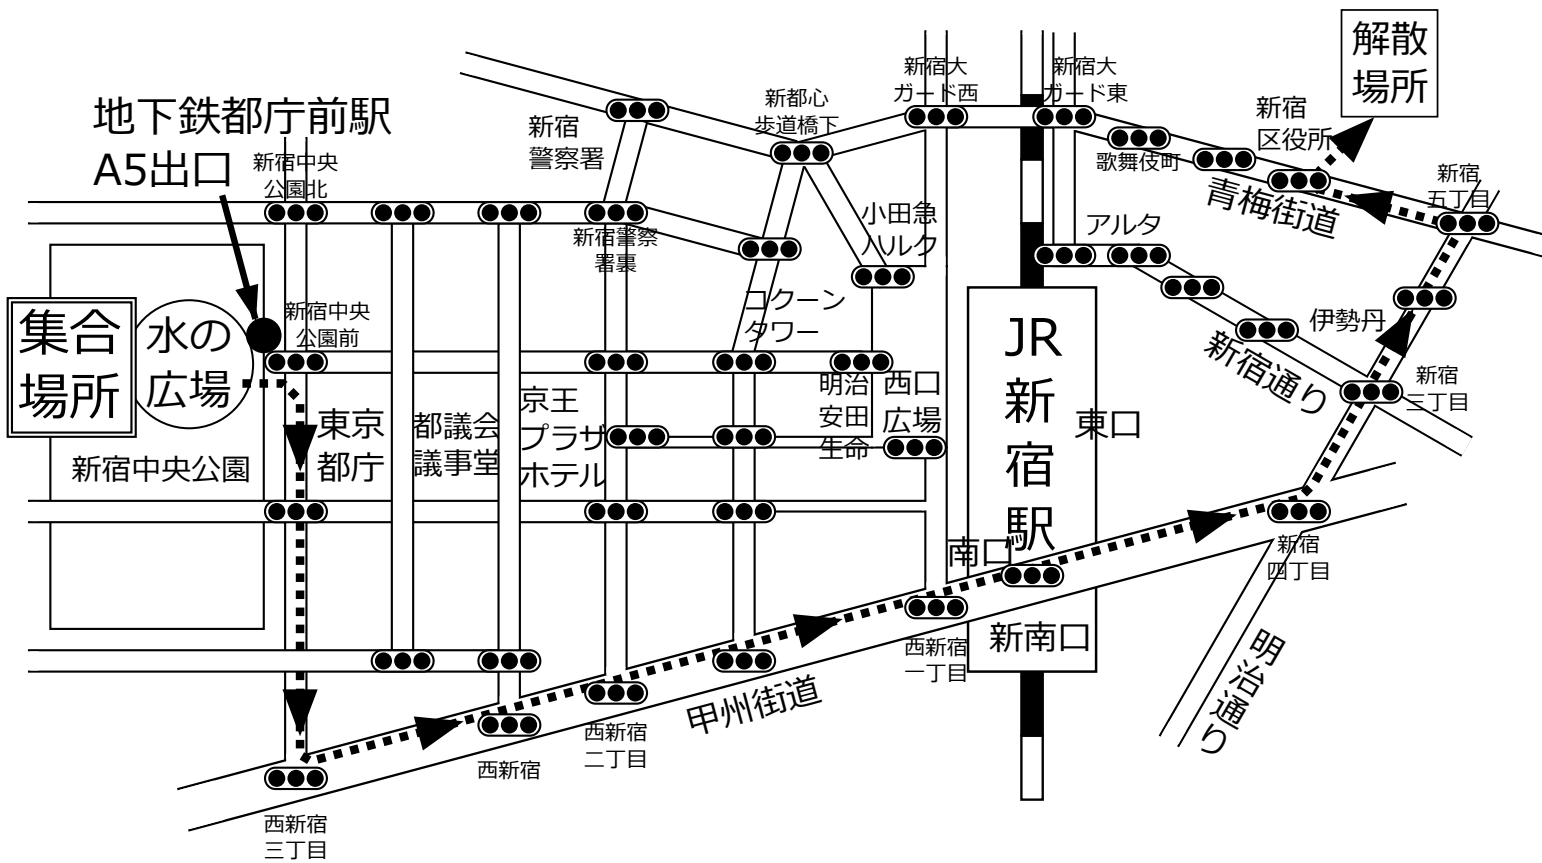 解散
場所
新宿大
ガード西
新宿大
ガード東
地下鉄都庁前駅
A5出口
新都心
歩道橋下
新宿
警察署
新宿
区役所
歌舞伎町
新宿中央
公園北
新宿
五丁目
青梅街道
小田急
ハルク
アルタ
新宿警察
署裏
コクーン
タワー
新宿中央
公園前
集合
場所
水の
広場
伊勢丹
新宿通り
新宿
三丁目
JR
新
宿
駅
東口
明治
安田
生命
西口
広場
京王
プラザ
ホテル
東京
都庁
都議会
議事堂
新宿中央公園
南口
新宿
四丁目
新南口
西新宿
一丁目
明治通り
甲州街道
西新宿
二丁目
西新宿
西新宿
三丁目